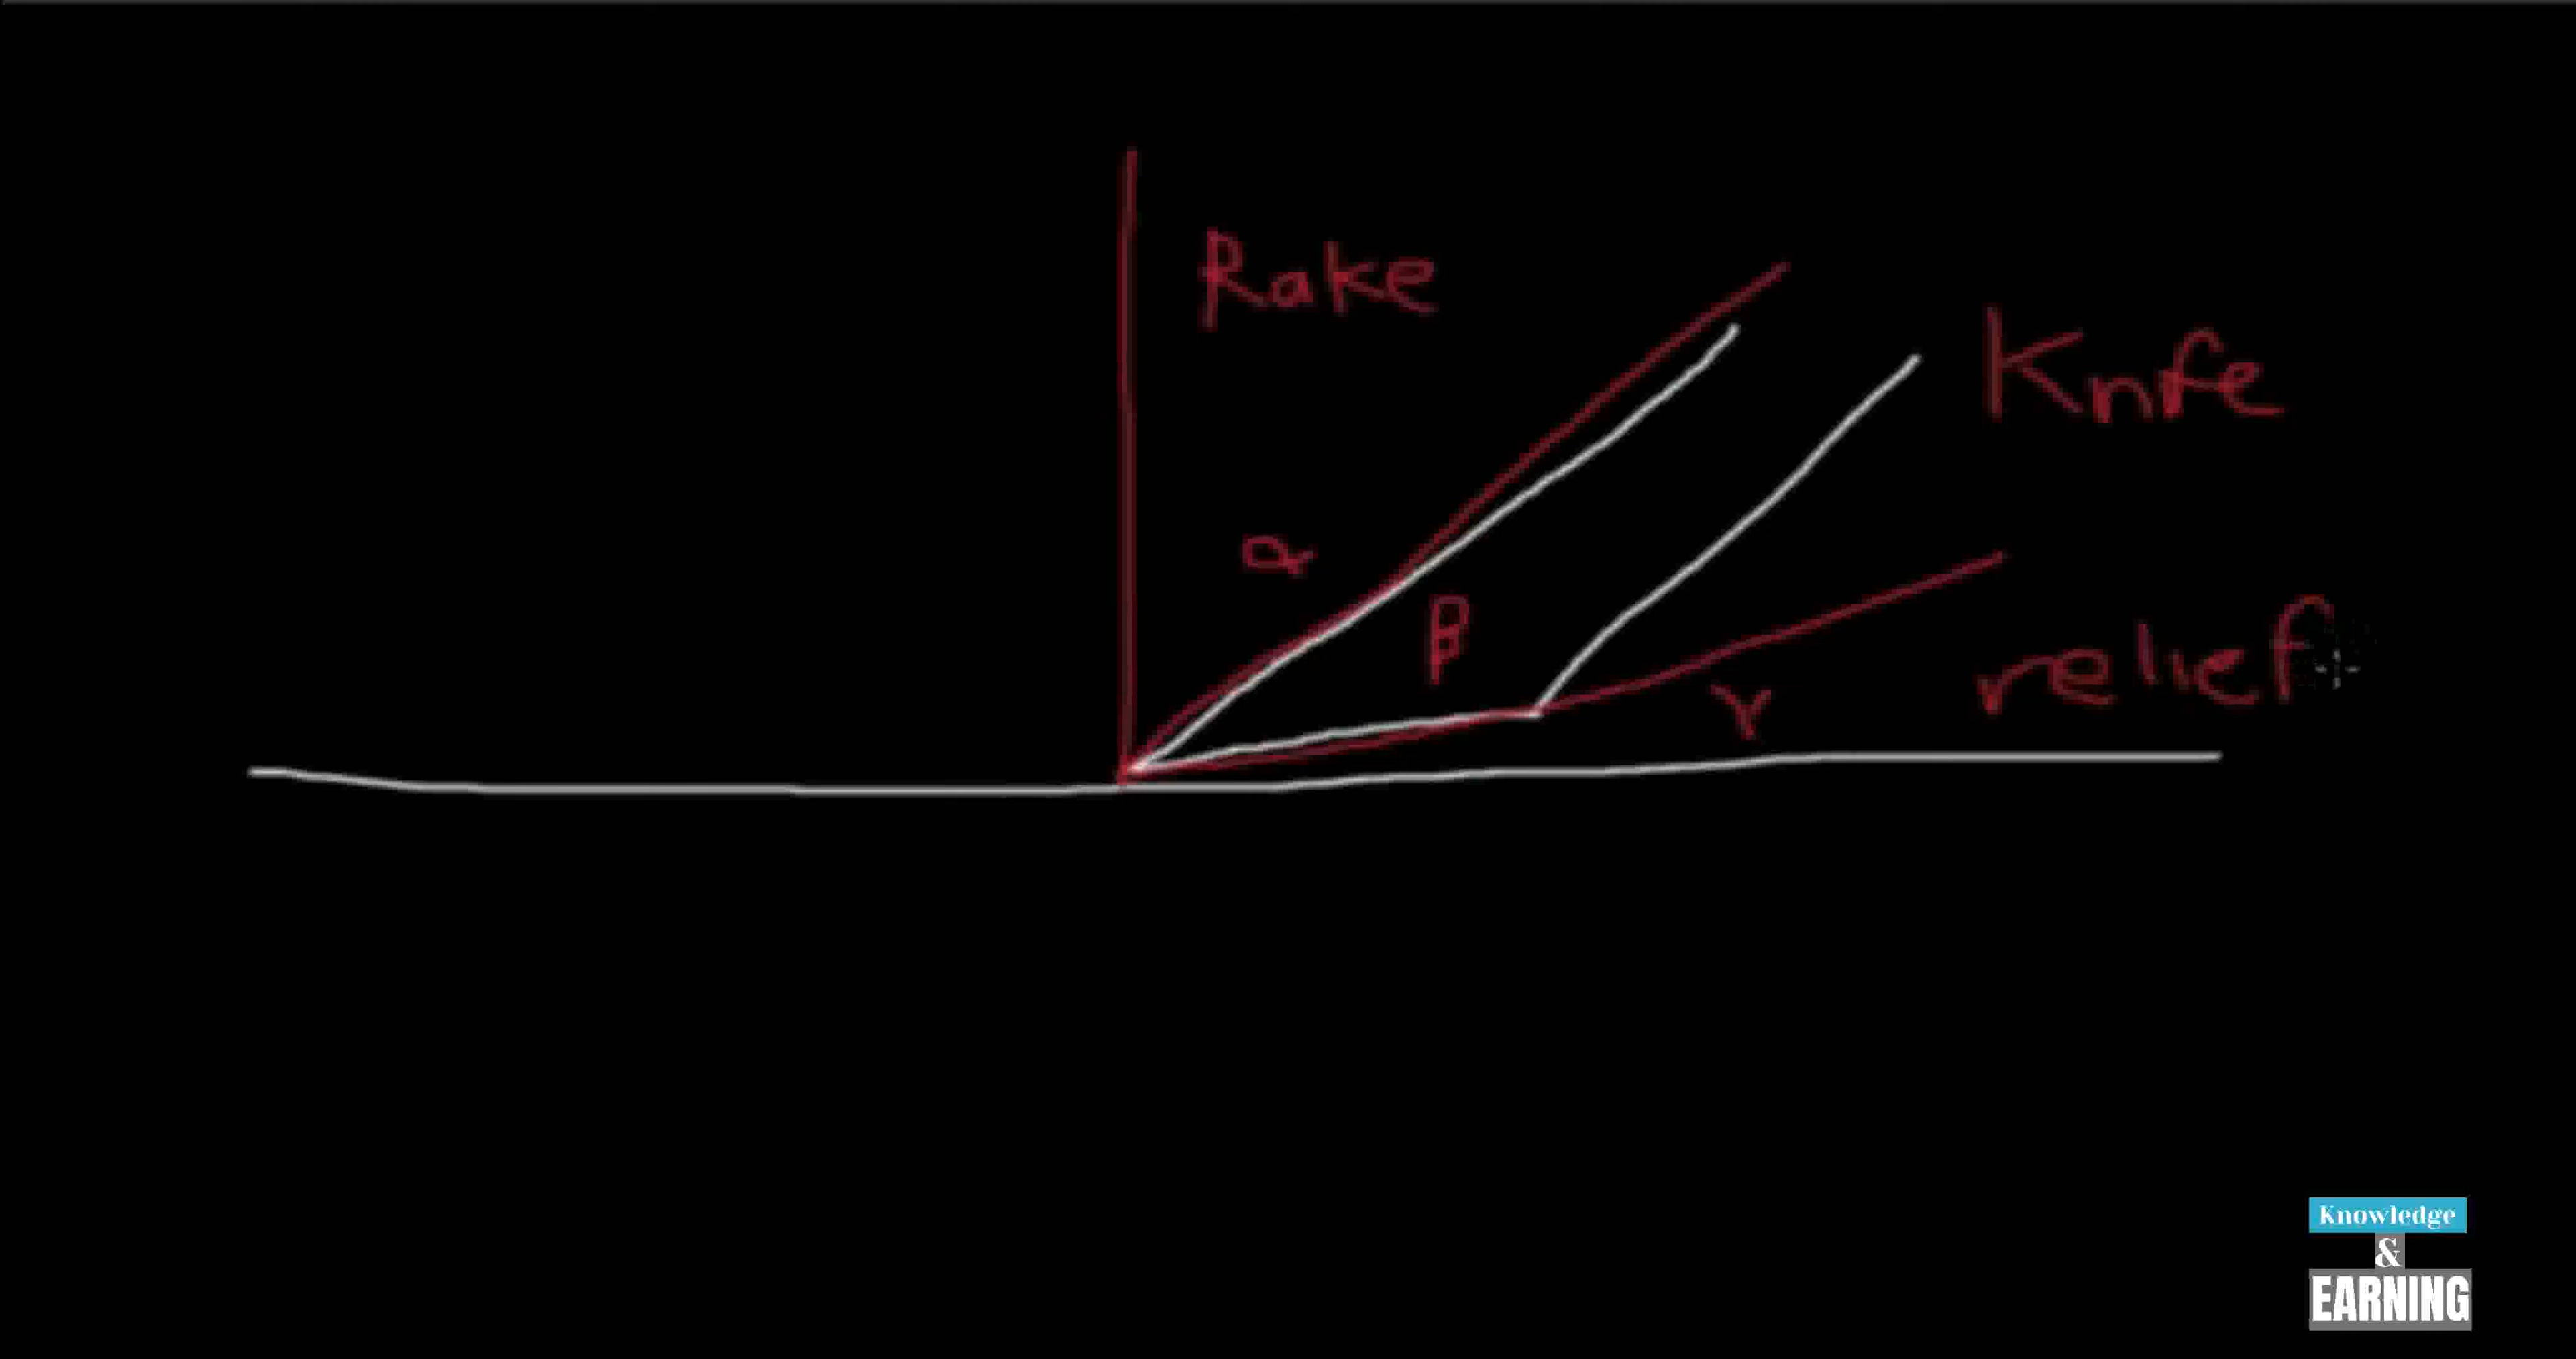 Rake
Knfe
α
β
relief
γ
Knowledge
&
EARNING